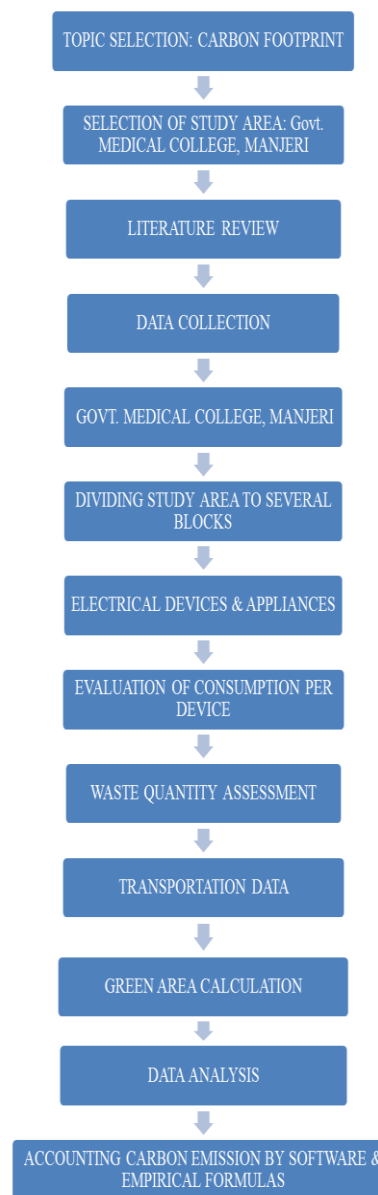 TOPIC SELECTION: CARBON FOOTPRINT
SELECTION OF STUDY AREA: Govt.
MEDICAL COLLEGE, MANJERI
LITERATURE REVIEW
DATA COLLECTION
GOVT. MEDICAL COLLEGE, MANJERI
DIVIDING STUDY AREA TO SEVERAL
BLOCKS
ELECTRICAL DEVICES & APPLIANCES
EVALUATION OF CONSUMPTION PER
DEVICE
WASTE QUANTITY ASSESSMENT
TRANSPORTATION DATA
GREEN AREA CALCULATION
DATA ANALYSIS
ACCOUNTING CARBON EMISSION BY SOFTWARE &
EMPIRICAL FORMULAS